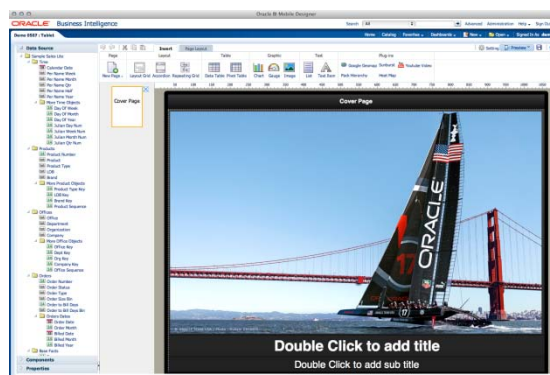 Oracle BI Mobile Designer
ORACLE Business Intelligence
Search All Advanced Administration Help Sign Out
Demo 8887 : Tablet
Home Catalog Favorites Dashboards New Open Signed In As
Data Source
Insert Page Layout
Setting Preview
Sample Sales Lite
Time
Calendar Date
Per Name Week
Per Name Month
Per Name Qtr
Per Name Half
Per Name Year
More Time Objects
Day Of Week
Day Of Month
Day Of Year
Julian Day Num
Julian Week Num
Julian Month Num
Julian Qtr Num
Products
Product Number
Product
Product Type
LOB
Brand
More Product Objects
Product Type Key
LOB Key
Brand Key
Product Sequence
Offices
Office
Department
Organization
Company
More Office Objects
Office Key
Dept Key
Org Key
Company Key
Office Sequence
Orders
Order Number
Order Status
Order Type
Order Size Bin
Order to Bill Days
Order to Bill Days Bin
Orders Dates
Order Date
Order Month
Billed Date
Billed Month
Billed Year
Base Facts
Components
Properties
Page Layout Tables Graphic Text Plug-ins
New Page Layout Grid Accordion Repeating Grid Data Table Pivot Table Chart Gauge Image List Text Item
Google Geomap Sunburst Youtube Video
Pack Hierarchy Heat Map
Cover Page
Cover Page
ORACLE
17
Double Click to add title
Double Click to add sub title